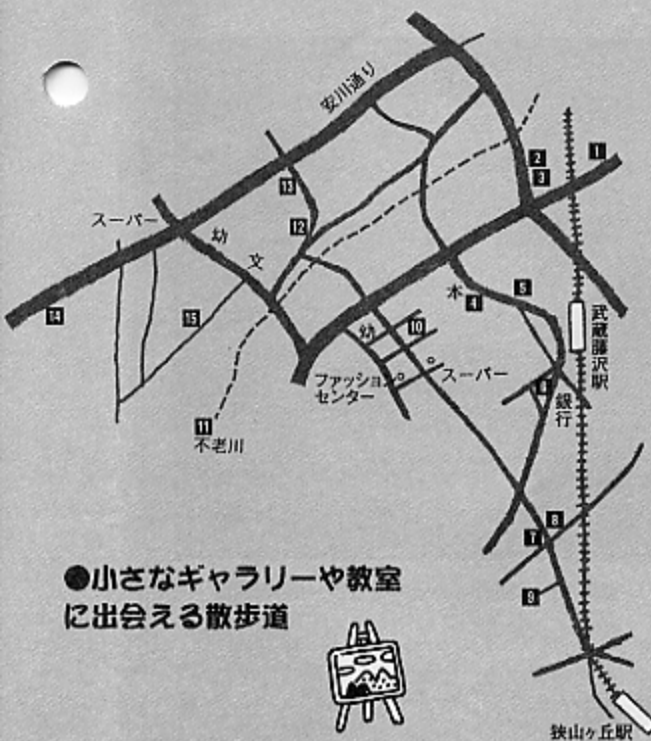 安川通り
2
3
1
13
スーパー
幼
12
文
14
15
本
4
5
武蔵藤沢駅
幼
10
ファッション
センター
スーパー
6
銀行
11
不老川
8
7
9
●小さなギャラリーや教室
に出会える散歩道
狭山ヶ丘駅